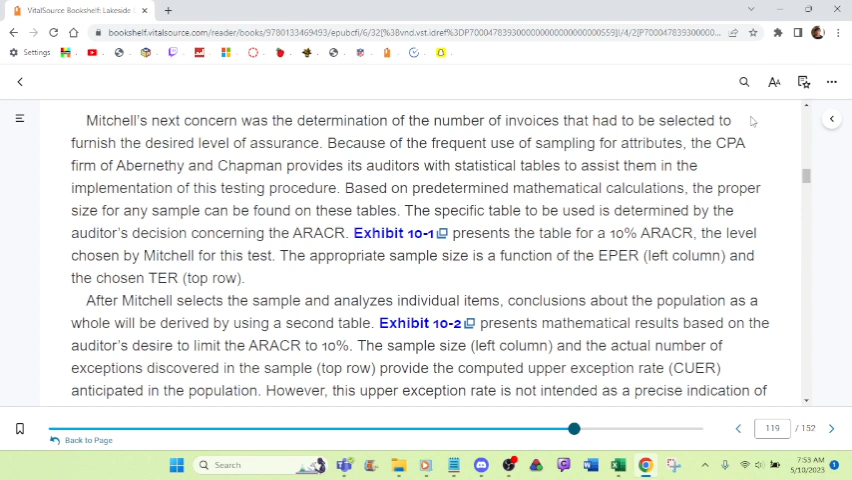 VitalSource Bookshelf: Lakeside
bookshelf.vitalsource.com/reader/books/9780133469493/epubcfi/6/32[%3Bvnd.vst.idref%3DP70004783930000000000000000000559]!/4/2[P700047839300000...
Settings
Mitchell's next concern was the determination of the number of invoices that had to be selected to
furnish the desired level of assurance. Because of the frequent use of sampling for attributes, the CPA
firm of Abernethy and Chapman provides its auditors with statistical tables to assist them in the
implementation of this testing procedure. Based on predetermined mathematical calculations, the proper
size for any sample can be found on these tables. The specific table to be used is determined by the
auditor's decision concerning the ARACR. Exhibit 10-1 presents the table for a 10% ARACR, the level
chosen by Mitchell for this test. The appropriate sample size is a function of the EPER (left column) and
the chosen TER (top row).
After Mitchell selects the sample and analyzes individual items, conclusions about the population as a
whole will be derived by using a second table. Exhibit 10-2 presents mathematical results based on the
auditor's desire to limit the ARACR to 10%. The sample size (left column) and the actual number of
exceptions discovered in the sample (top row) provide the computed upper exception rate (CUER)
anticipated in the population. However, this upper exception rate is not intended as a precise indication of
119 / 152
Back to Page
Search
7:53 AM
5/10/2023